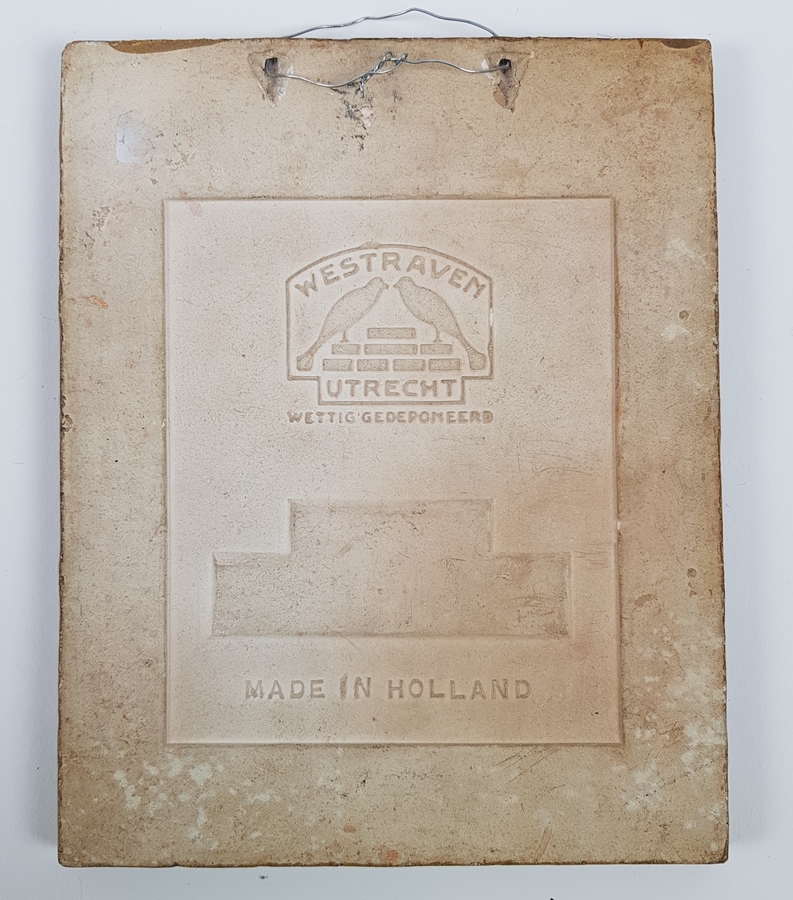 WESTRAVEN
UTRECHT
WETTIG GEDEPONEERD
MADE IN HOLLAND